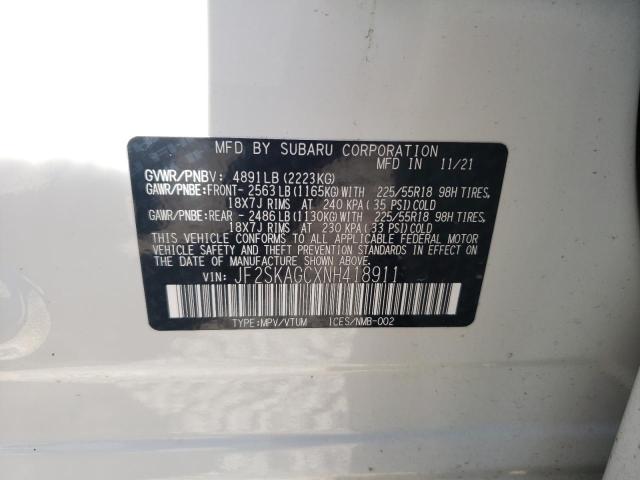 MFD BY SUBARU CORPORATION
GVWR/PNBV: 4891LB (2223KG) MFD IN 11/21
GAWR/PNBE:FRONT- 2563LB(1165KG)WITH 225/55R18 98H TIRES,
18X7J RIMS AT 240 KPA(35 PSI)COLD
GAWR/PNBE:REAR - 2486LB(1130KG)WITH 225/55R18 98H TIRES,
18X7J RIMS AT 230 KPA(33 PSI)COLD
THIS VEHICLE CONFORMS TO ALL APPLICABLE FEDERAL MOTOR
VEHICLE SAFETY AND THEFT PREVENTION STANDARDS IN EFFECT
ON THE DATE OF MANUFACTURE SHOWN ABOVE.
VIN: JF2SKAGCXNH418911
TYPE:MPV/VTUM ICES/NMB-002